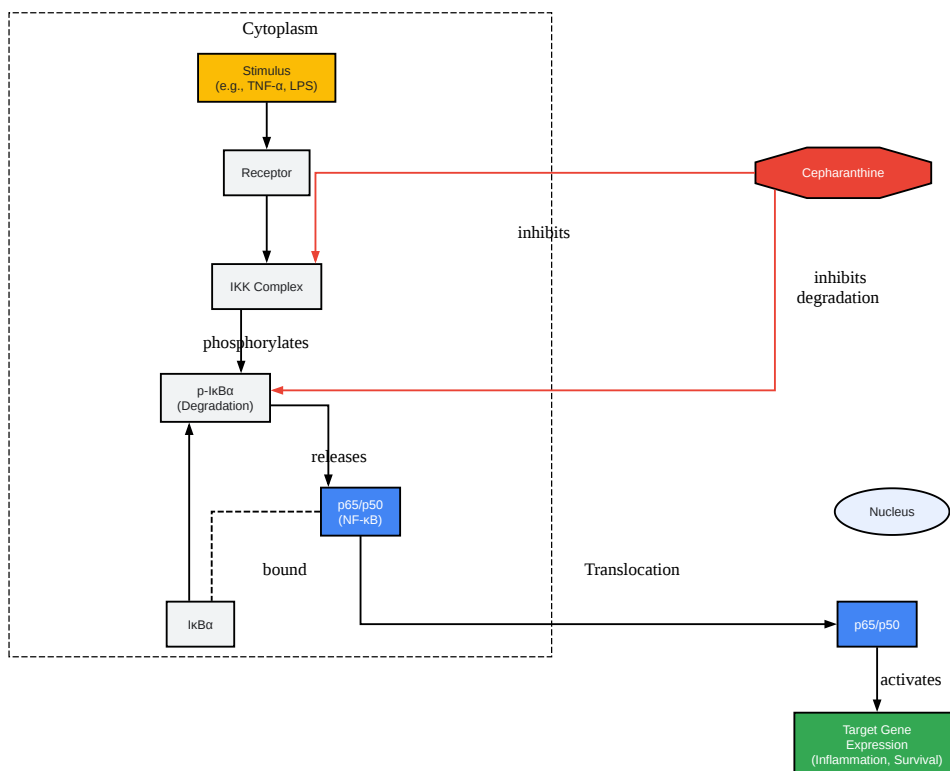 Cytoplasm
Stimulus
(e.g., TNF-α, LPS)
Receptor
Cepharanthine
inhibits
inhibits
degradation
IKK Complex
phosphorylates
p-IκBα
(Degradation)
releases
p65/p50
(NF-κB)
Nucleus
bound
Translocation
IκBα
p65/p50
activates
Target Gene
Expression
(Inflammation, Survival)